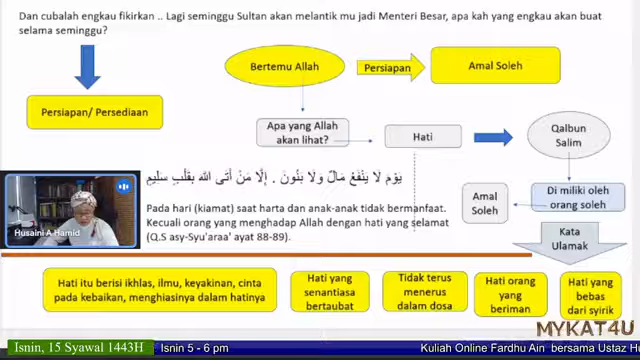 Dan cubalah engkau fikirkan .. Lagi seminggu Sultan akan melantik mu jadi Menteri Besar, apa kah yang engkau akan buat
selama seminggu?
Bertemu Allah
Persiapan
Amal Soleh
Persiapan/ Persediaan
Apa yang Allah
akan lihat?
Hati
Qalbun
Salim
يَوْمَ لَا يَنْفَعُ مَالٌ وَلَا بَنُونَ . إِلَّا مَنْ أَتَى اللَّهَ بِقَلْبٍ سَلِيمٍ
Pada hari (kiamat) saat harta dan anak-anak tidak bermanfaat.
Kecuali orang yang menghadap Allah dengan hati yang selamat
(Q.S asy-Syu'araa' ayat 88-89).
Amal
Soleh
Di miliki oleh
orang soleh
Kata
Ulamak
Husaini A Hamid
Hati itu berisi ikhlas, ilmu, keyakinan, cinta
pada kebaikan, menghiasinya dalam hatinya
Hati yang
senantiasa
bertaubat
Tidak terus
menerus
dalam dosa
Hati orang
yang
beriman
Hati yang
bebas
dari syirik
MYKAT4U
Isnin, 15 Syawal 1443H
Isnin 5 - 6 pm
Kuliah Online Fardhu Ain bersama Ustaz H